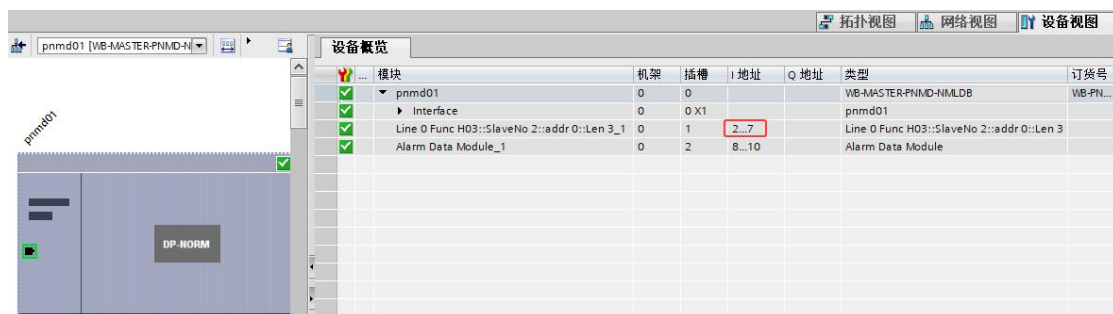 拓扑视图 网络视图 设备视图
pnmd01 [WB-MASTER-PNMD-N
设备概览
... 模块 机架 插槽 I 地址 Q 地址 类型 订货号
pnmd01 0 0 WB-MASTER-PNMD-NMLDB WB-PN...
Interface 0 0 X1 pnmd01
Line 0 Func H03::SlaveNo 2::addr 0::Len 3_1 0 1 2...7 Line 0 Func H03::SlaveNo 2::addr 0::Len 3
Alarm Data Module_1 0 2 8...10 Alarm Data Module
pnmd01
DP-NORM